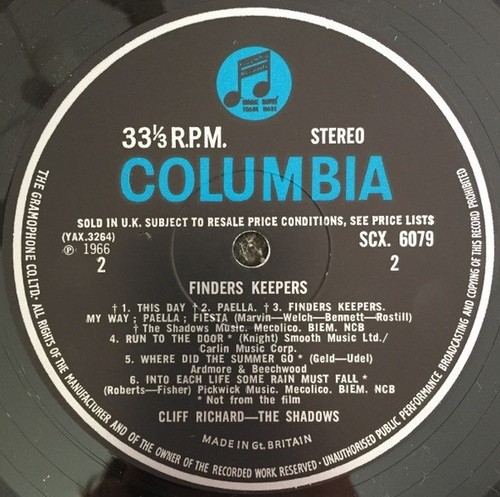 MAGIC NOTES
TRADE MARK
33⅓ R.P.M. STEREO
COLUMBIA
SOLD IN U.K. SUBJECT TO RESALE PRICE CONDITIONS, SEE PRICE LISTS
(YAX.3264) SCX. 6079
℗ 1966
2 2
FINDERS KEEPERS
† 1. THIS DAY † 2. PAELLA. † 3. FINDERS KEEPERS.
MY WAY ; PAELLA ; FIESTA (Marvin—Welch—Bennett—Rostill)
† The Shadows Music. Mecolico. BIEM. NCB
4. RUN TO THE DOOR * (Knight) Smooth Music Ltd./
Carlin Music Corp.
5. WHERE DID THE SUMMER GO * (Geld—Udel)
Ardmore & Beechwood
6. INTO EACH LIFE SOME RAIN MUST FALL *
(Roberts—Fisher) Pickwick Music. Mecolico. BIEM. NCB
* Not from the film
CLIFF RICHARD—THE SHADOWS
MADE IN Gt. BRITAIN
THE GRAMOPHONE CO. LTD. · ALL RIGHTS OF THE MANUFACTURER AND OF THE OWNER OF THE RECORDED WORK RESERVED · UNAUTHORISED PUBLIC PERFORMANCE BROADCASTING AND COPYING OF THIS RECORD PROHIBITED